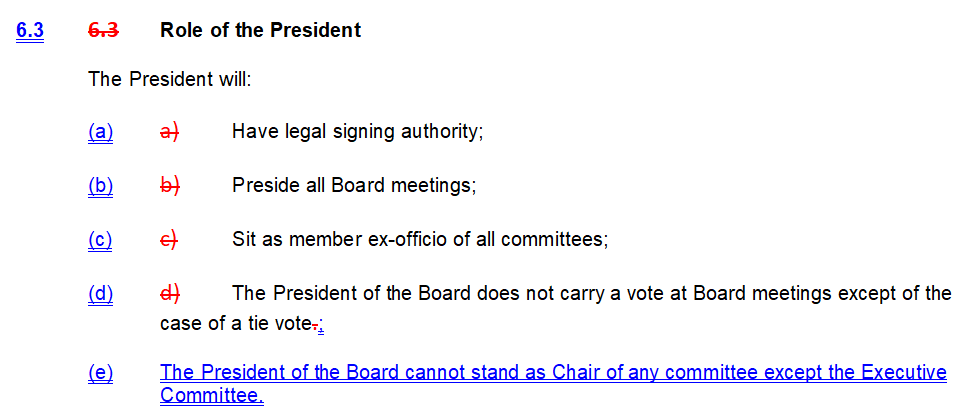 6.3 6.3 Role of the President
The President will:
(a) a) Have legal signing authority;
(b) b) Preside all Board meetings;
(c) c) Sit as member ex-officio of all committees;
(d) d) The President of the Board does not carry a vote at Board meetings except of the
case of a tie vote.;
(e) The President of the Board cannot stand as Chair of any committee except the Executive
Committee.